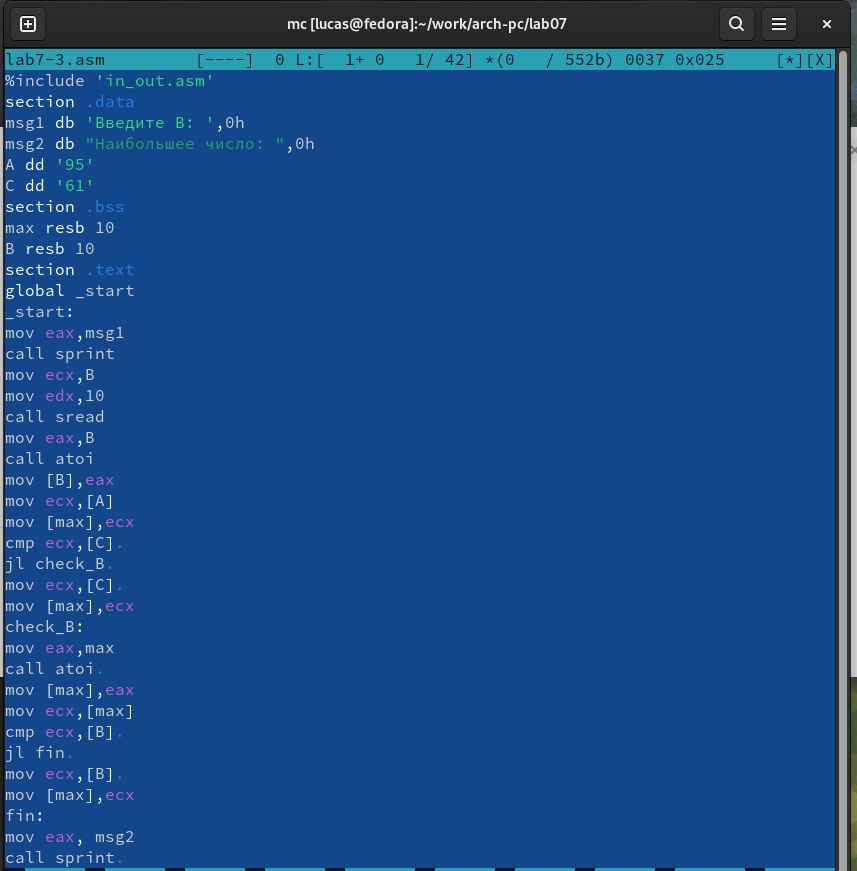 mc [lucas@fedora]:~/work/arch-pc/lab07
lab7-3.asm [----] 0 L:[ 1+ 0 1/ 42] *(0 / 552b) 0037 0x025 [*][X]
%include 'in_out.asm'
section .data
msg1 db 'Введите B: ',0h
msg2 db "Наибольшее число: ",0h
A dd '95'
C dd '61'
section .bss
max resb 10
B resb 10
section .text
global _start
_start:
mov eax,msg1
call sprint
mov ecx,B
mov edx,10
call sread
mov eax,B
call atoi
mov [B],eax
mov ecx,[A]
mov [max],ecx
cmp ecx,[C].
jl check_B.
mov ecx,[C].
mov [max],ecx
check_B:
mov eax,max
call atoi.
mov [max],eax
mov ecx,[max]
cmp ecx,[B].
jl fin.
mov ecx,[B].
mov [max],ecx
fin:
mov eax, msg2
call sprint.